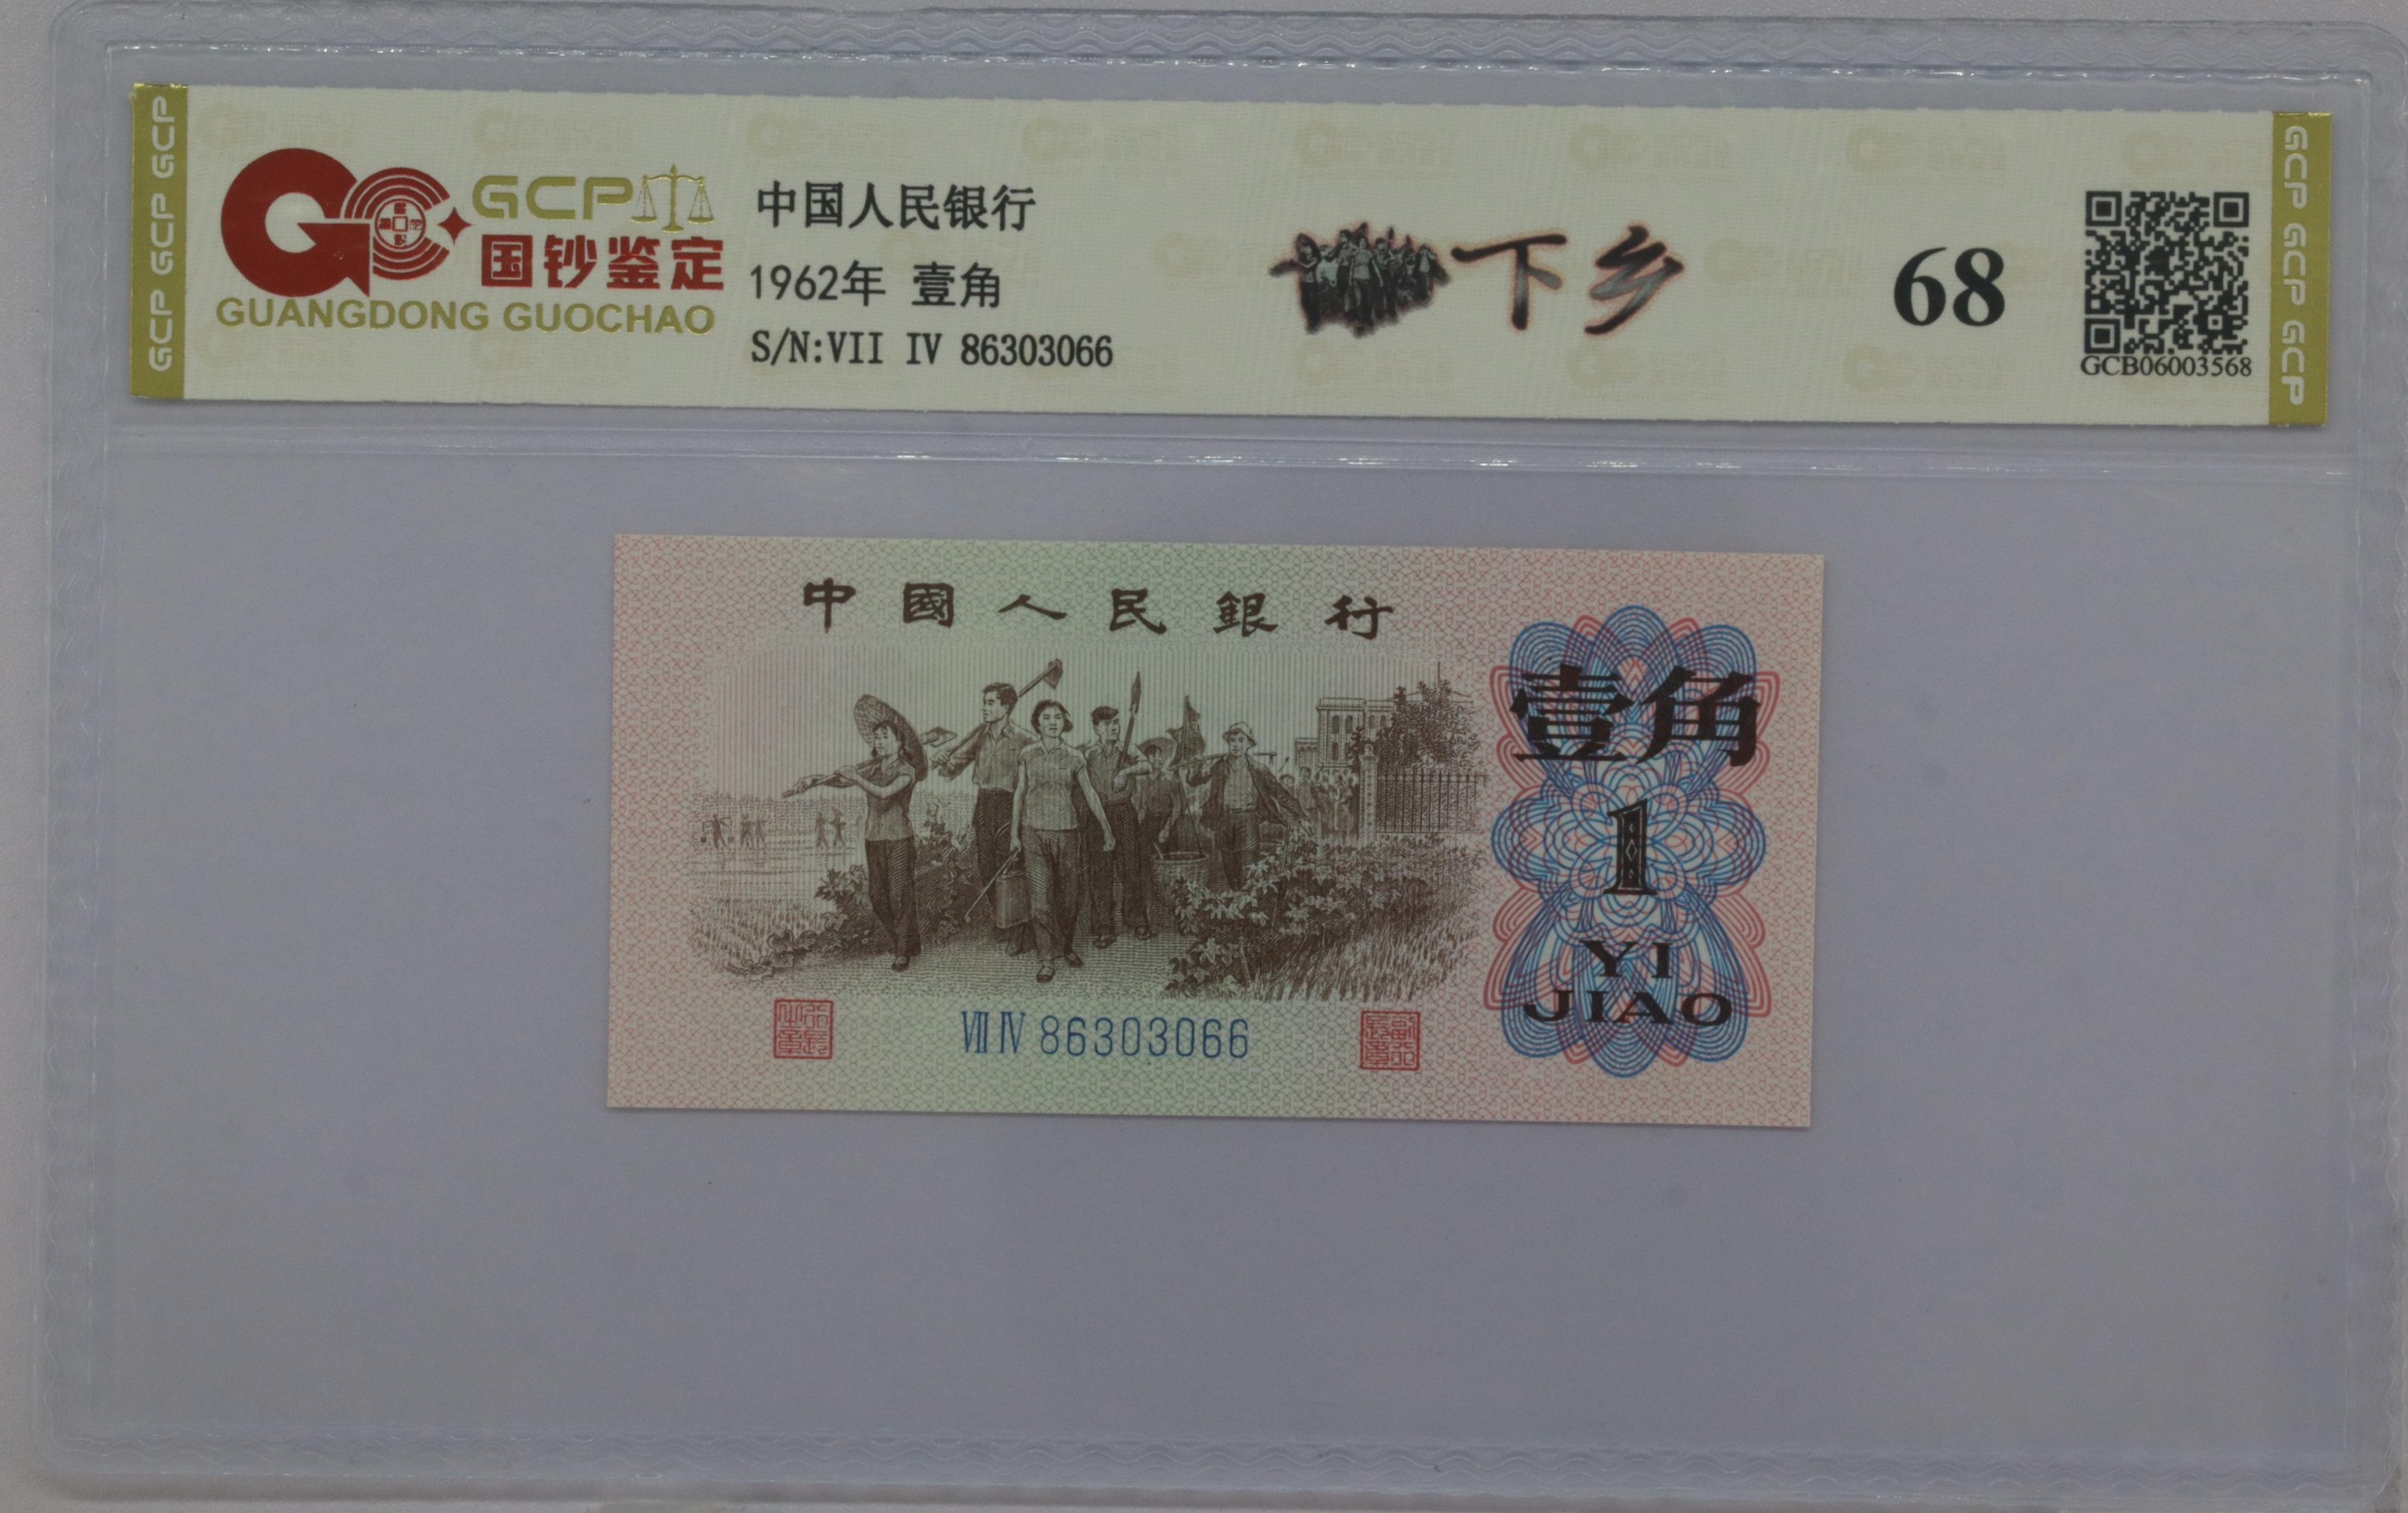 GCP GCP GCP
GCP
国钞鉴定
GUANGDONG GUOCHAO
中国人民银行
1962年 壹角
S/N:VII IV 86303066
下乡
68
GCB06003568
GCP GCP GCP
中國人民銀行
壹角
1
YI
JIAO
VII IV 86303066